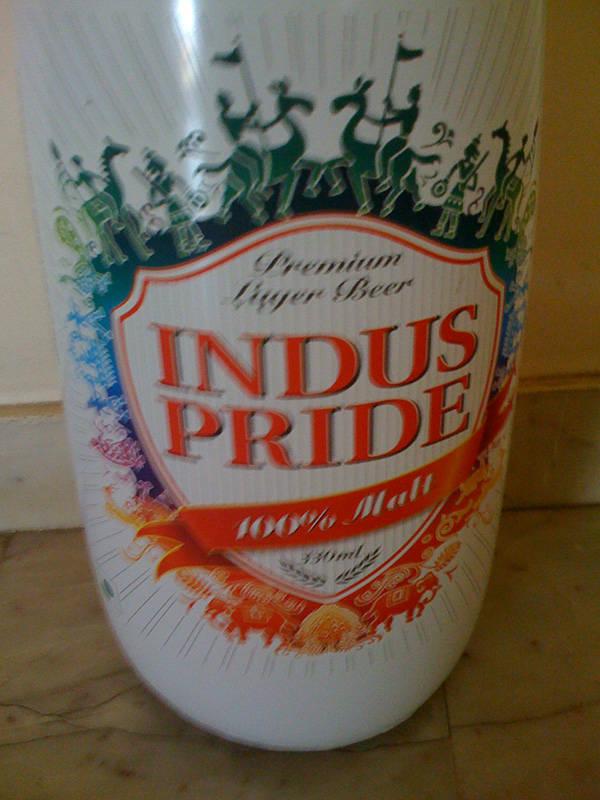 Premium
Lager Beer
INDUS
PRIDE
100% Malt
330ml